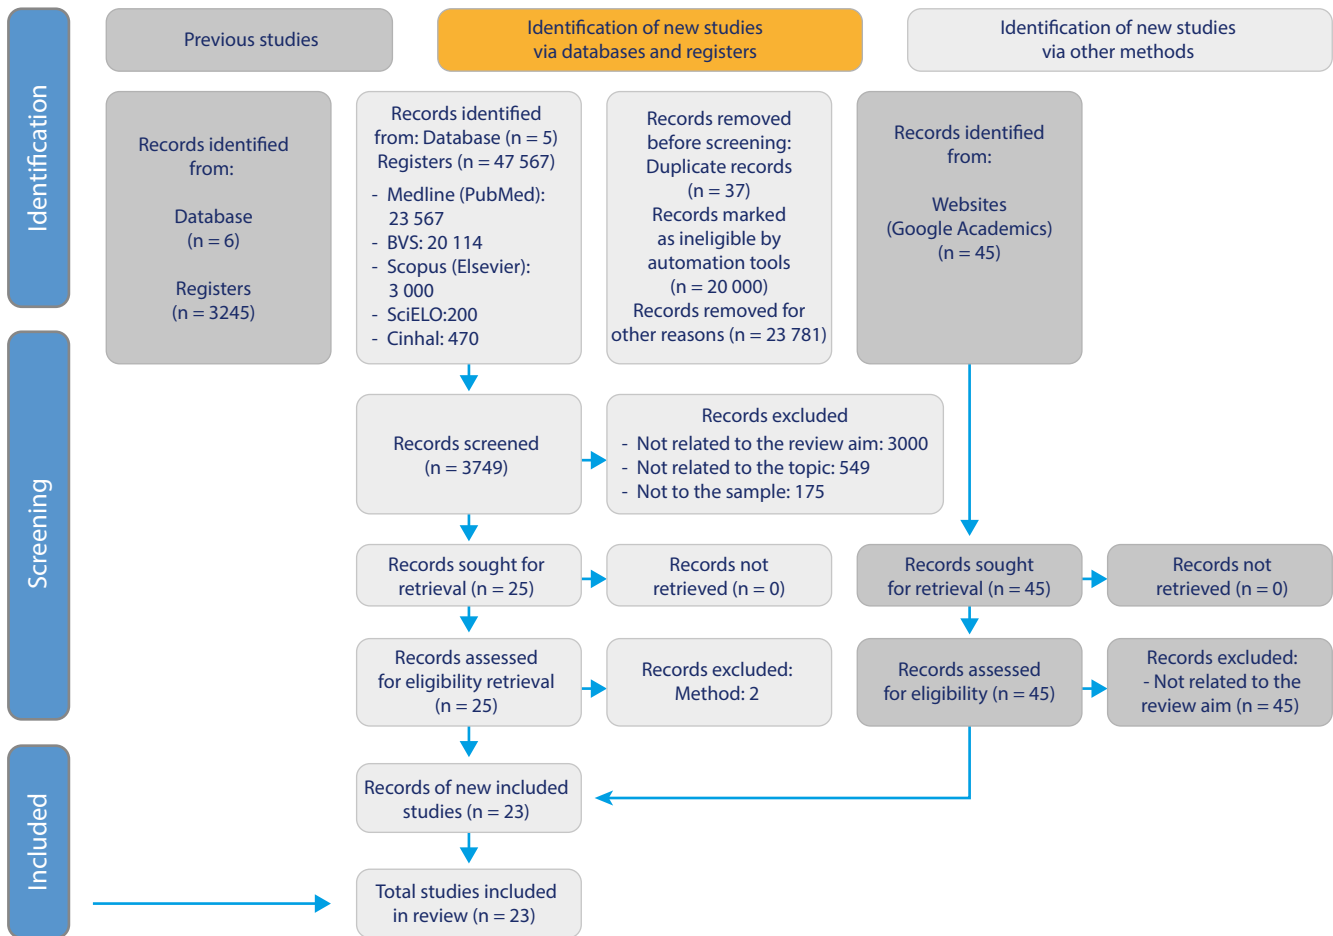 Identification
Previous studies
Identification of new studies
via databases and registers
Identification of new studies
via other methods
Records identified
from:
Database
(n = 6)
Registers
(n = 3245)
Records identified
from: Database (n = 5)
Registers (n = 47 567)
- Medline (PubMed):
23 567
- BVS: 20 114
- Scopus (Elsevier):
3 000
- SciELO:200
- Cinhal: 470
Records removed
before screening:
Duplicate records
(n = 37)
Records marked
as ineligible by
automation tools
(n = 20 000)
Records removed for
other reasons (n = 23 781)
Records identified
from:
Websites
(Google Academics)
(n = 45)
Screening
Records screened
(n = 3749)
Records excluded
- Not related to the review aim: 3000
- Not related to the topic: 549
- Not to the sample: 175
Records sought for
retrieval (n = 25)
Records not
retrieved (n = 0)
Records sought
for retrieval (n = 45)
Records not
retrieved (n = 0)
Records assessed
for eligibility retrieval
(n = 25)
Records excluded:
Method: 2
Records assessed
for eligibility (n = 45)
Records excluded:
- Not related to the
review aim (n = 45)
Included
Records of new included
studies (n = 23)
Total studies included
in review (n = 23)